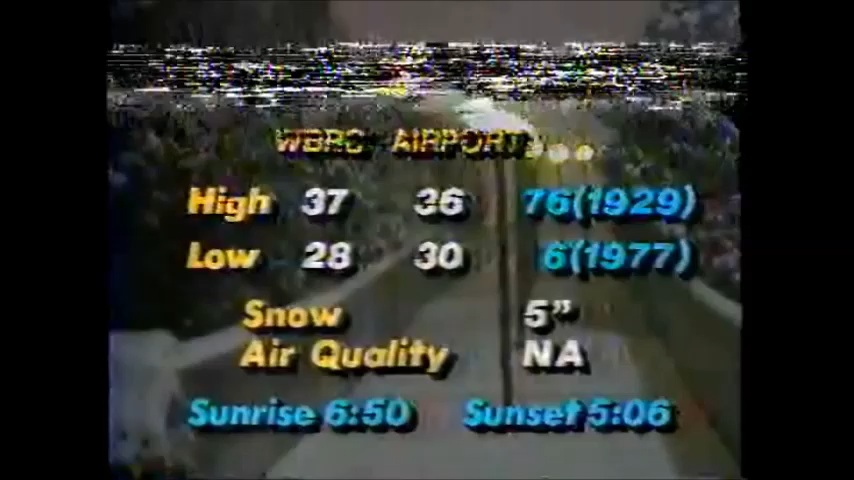 WBRC AIRPORT...
High 37 36 76(1929)
Low 28 30 6(1977)
Snow 5"
Air Quality NA
Sunrise 6:50 Sunset 5:06